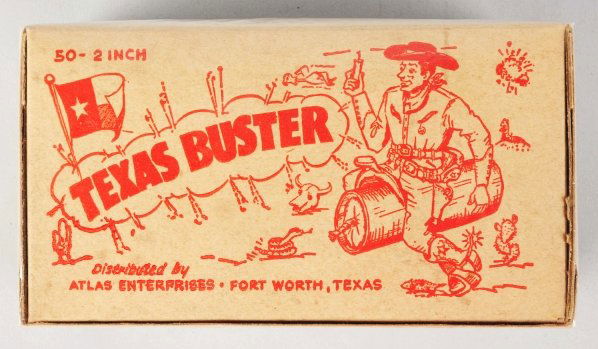 50-2 INCH
TEXAS BUSTER
Distributed by
ATLAS ENTERPRISES • FORT WORTH, TEXAS